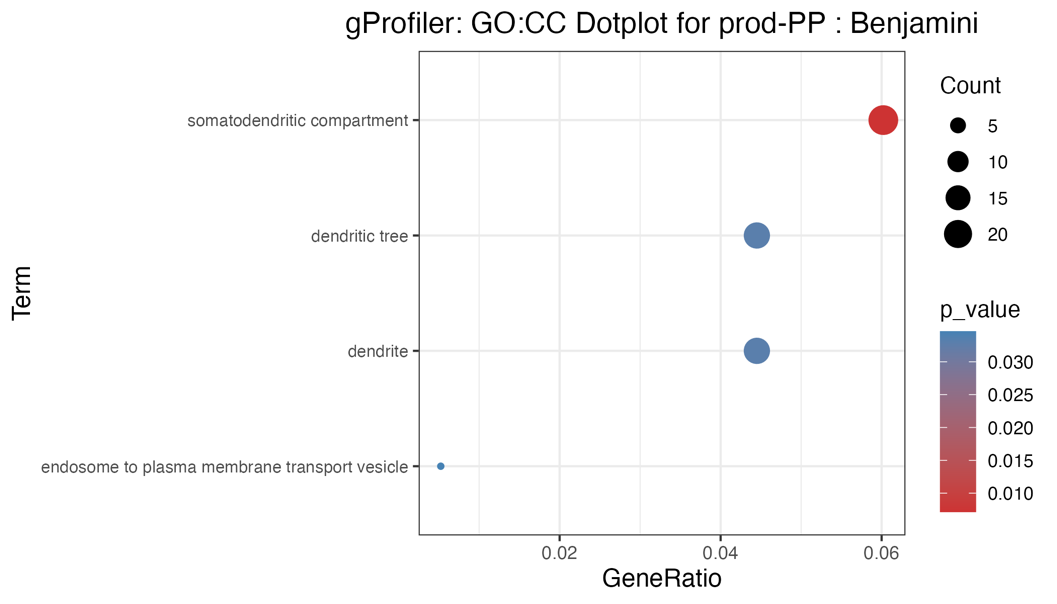 gProfiler: GO:CC Dotplot for prod-PP : Benjamini
Term
somatodendritic compartment
dendritic tree
dendrite
endosome to plasma membrane transport vesicle
0.02
0.04
0.06
GeneRatio
Count
5
10
15
20
p_value
0.030
0.025
0.020
0.015
0.010